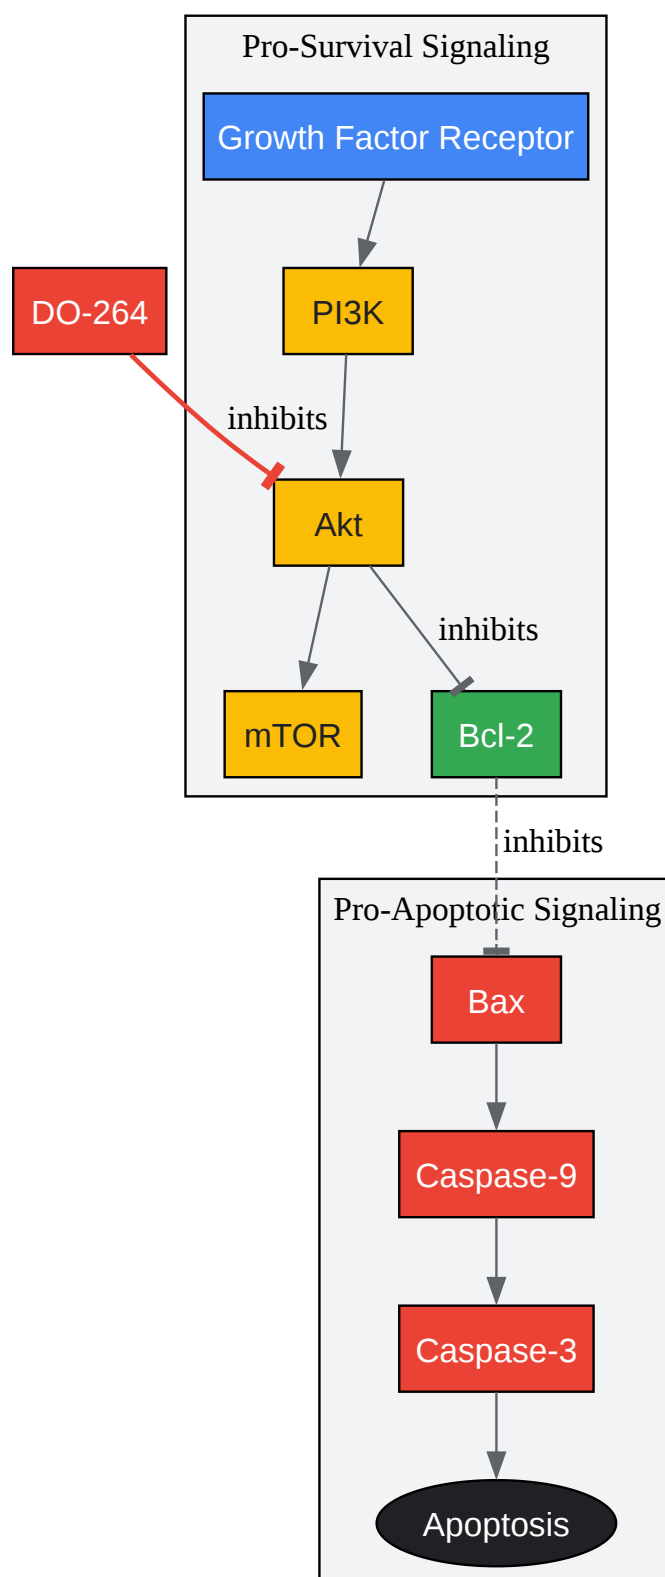 Pro-Survival Signaling
Growth Factor Receptor
DO-264
PI3K
inhibits
Akt
inhibits
mTOR
Bcl-2
inhibits
Pro-Apoptotic Signaling
Bax
Caspase-9
Caspase-3
Apoptosis